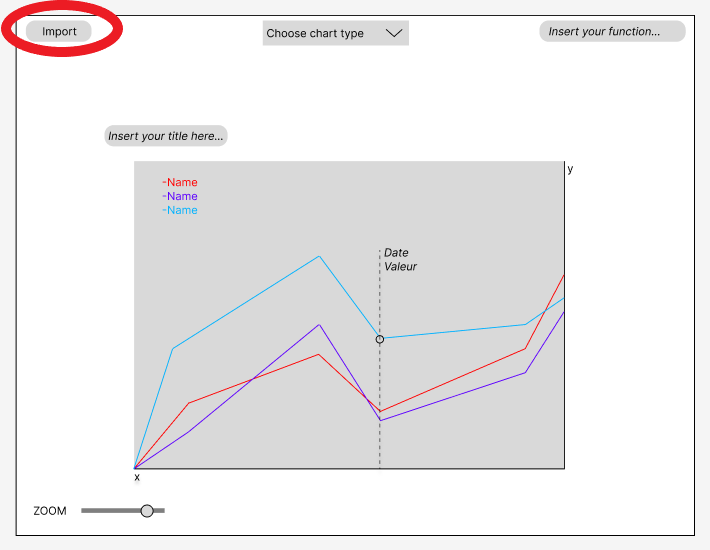 Import
Choose chart type
Insert your function...
Insert your title here...
y
-Name
-Name
-Name
Date
Valeur
x
ZOOM